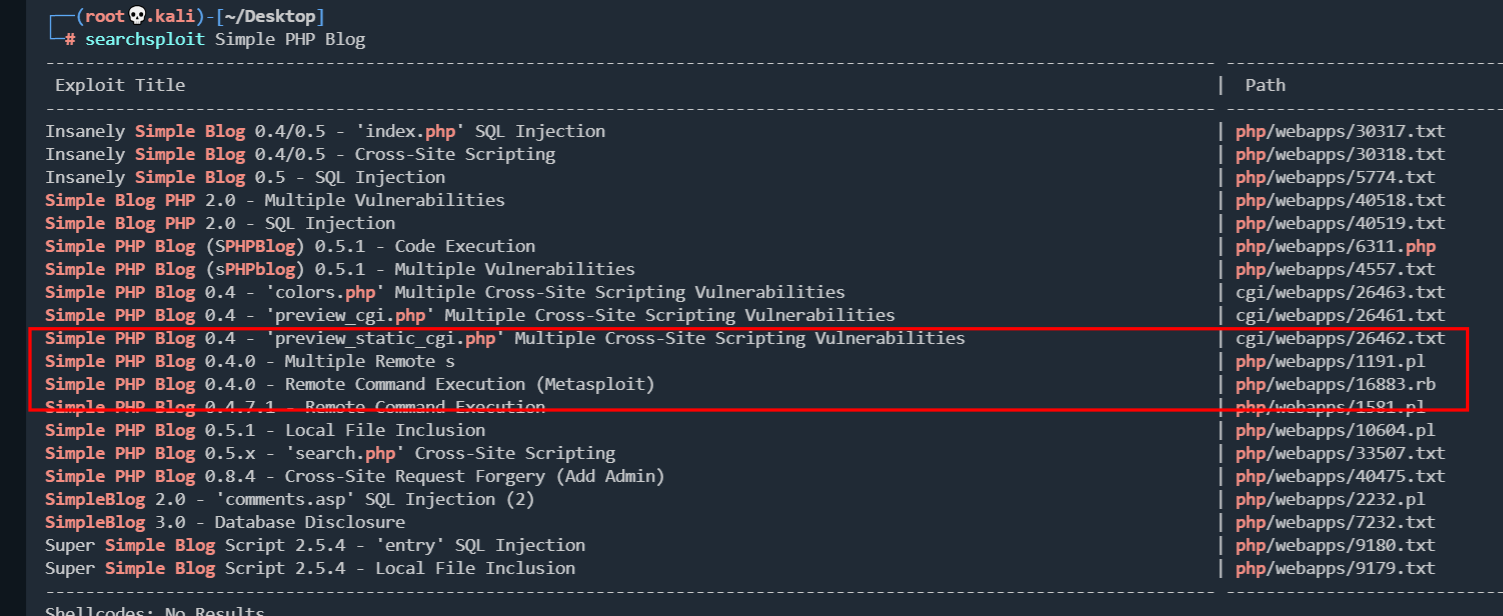 ┌──(root💀.kali)-[~/Desktop]
└─# searchsploit Simple PHP Blog
Exploit Title | Path
Insanely Simple Blog 0.4/0.5 - 'index.php' SQL Injection | php/webapps/30317.txt
Insanely Simple Blog 0.4/0.5 - Cross-Site Scripting | php/webapps/30318.txt
Insanely Simple Blog 0.5 - SQL Injection | php/webapps/5774.txt
Simple Blog PHP 2.0 - Multiple Vulnerabilities | php/webapps/40518.txt
Simple Blog PHP 2.0 - SQL Injection | php/webapps/40519.txt
Simple PHP Blog (SPHPBlog) 0.5.1 - Code Execution | php/webapps/6311.php
Simple PHP Blog (sPHPblog) 0.5.1 - Multiple Vulnerabilities | php/webapps/4557.txt
Simple PHP Blog 0.4 - 'colors.php' Multiple Cross-Site Scripting Vulnerabilities | cgi/webapps/26463.txt
Simple PHP Blog 0.4 - 'preview_cgi.php' Multiple Cross-Site Scripting Vulnerabilities | cgi/webapps/26461.txt
Simple PHP Blog 0.4 - 'preview_static_cgi.php' Multiple Cross-Site Scripting Vulnerabilities | cgi/webapps/26462.txt
Simple PHP Blog 0.4.0 - Multiple Remote s | php/webapps/1191.pl
Simple PHP Blog 0.4.0 - Remote Command Execution (Metasploit) | php/webapps/16883.rb
Simple PHP Blog 0.4.7.1 - Remote Command Execution | php/webapps/1581.pl
Simple PHP Blog 0.5.1 - Local File Inclusion | php/webapps/10604.pl
Simple PHP Blog 0.5.x - 'search.php' Cross-Site Scripting | php/webapps/33507.txt
Simple PHP Blog 0.8.4 - Cross-Site Request Forgery (Add Admin) | php/webapps/40475.txt
SimpleBlog 2.0 - 'comments.asp' SQL Injection (2) | php/webapps/2232.pl
SimpleBlog 3.0 - Database Disclosure | php/webapps/7232.txt
Super Simple Blog Script 2.5.4 - 'entry' SQL Injection | php/webapps/9180.txt
Super Simple Blog Script 2.5.4 - Local File Inclusion | php/webapps/9179.txt
Shellcodes: No Results